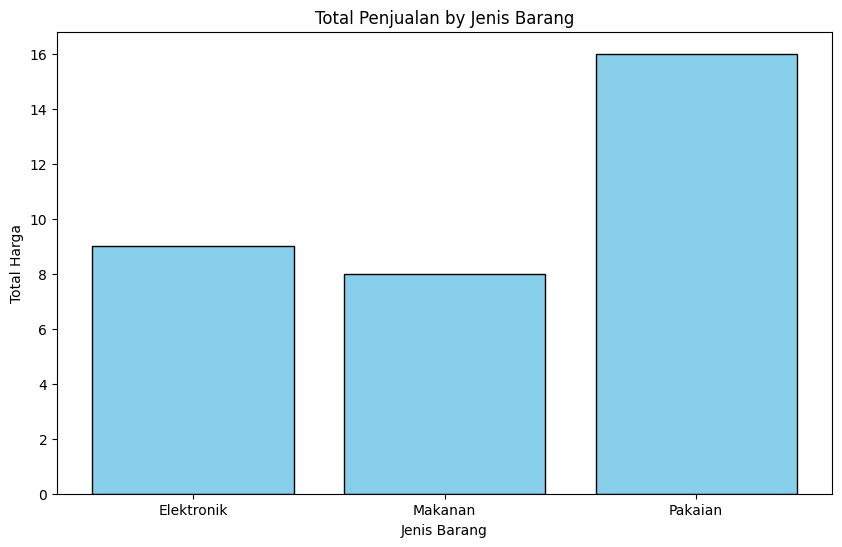 Total Penjualan by Jenis Barang
Total Harga
16
14
12
10
8
6
4
2
0
Elektronik Makanan Pakaian
Jenis Barang